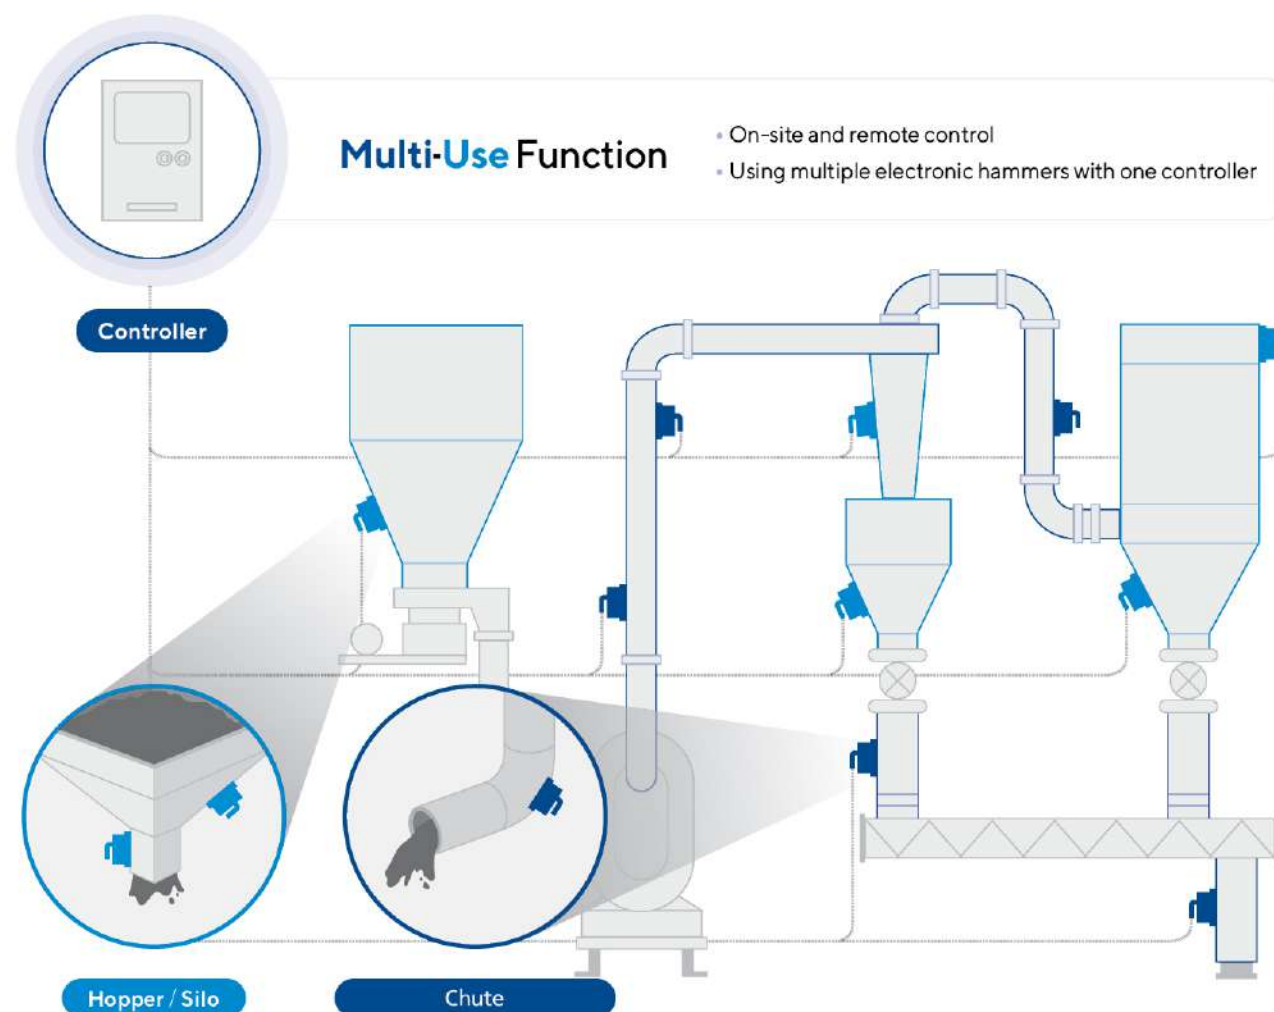 Multi-Use Function
• On-site and remote control
• Using multiple electronic hammers with one controller
Controller
Hopper / Silo
Chute